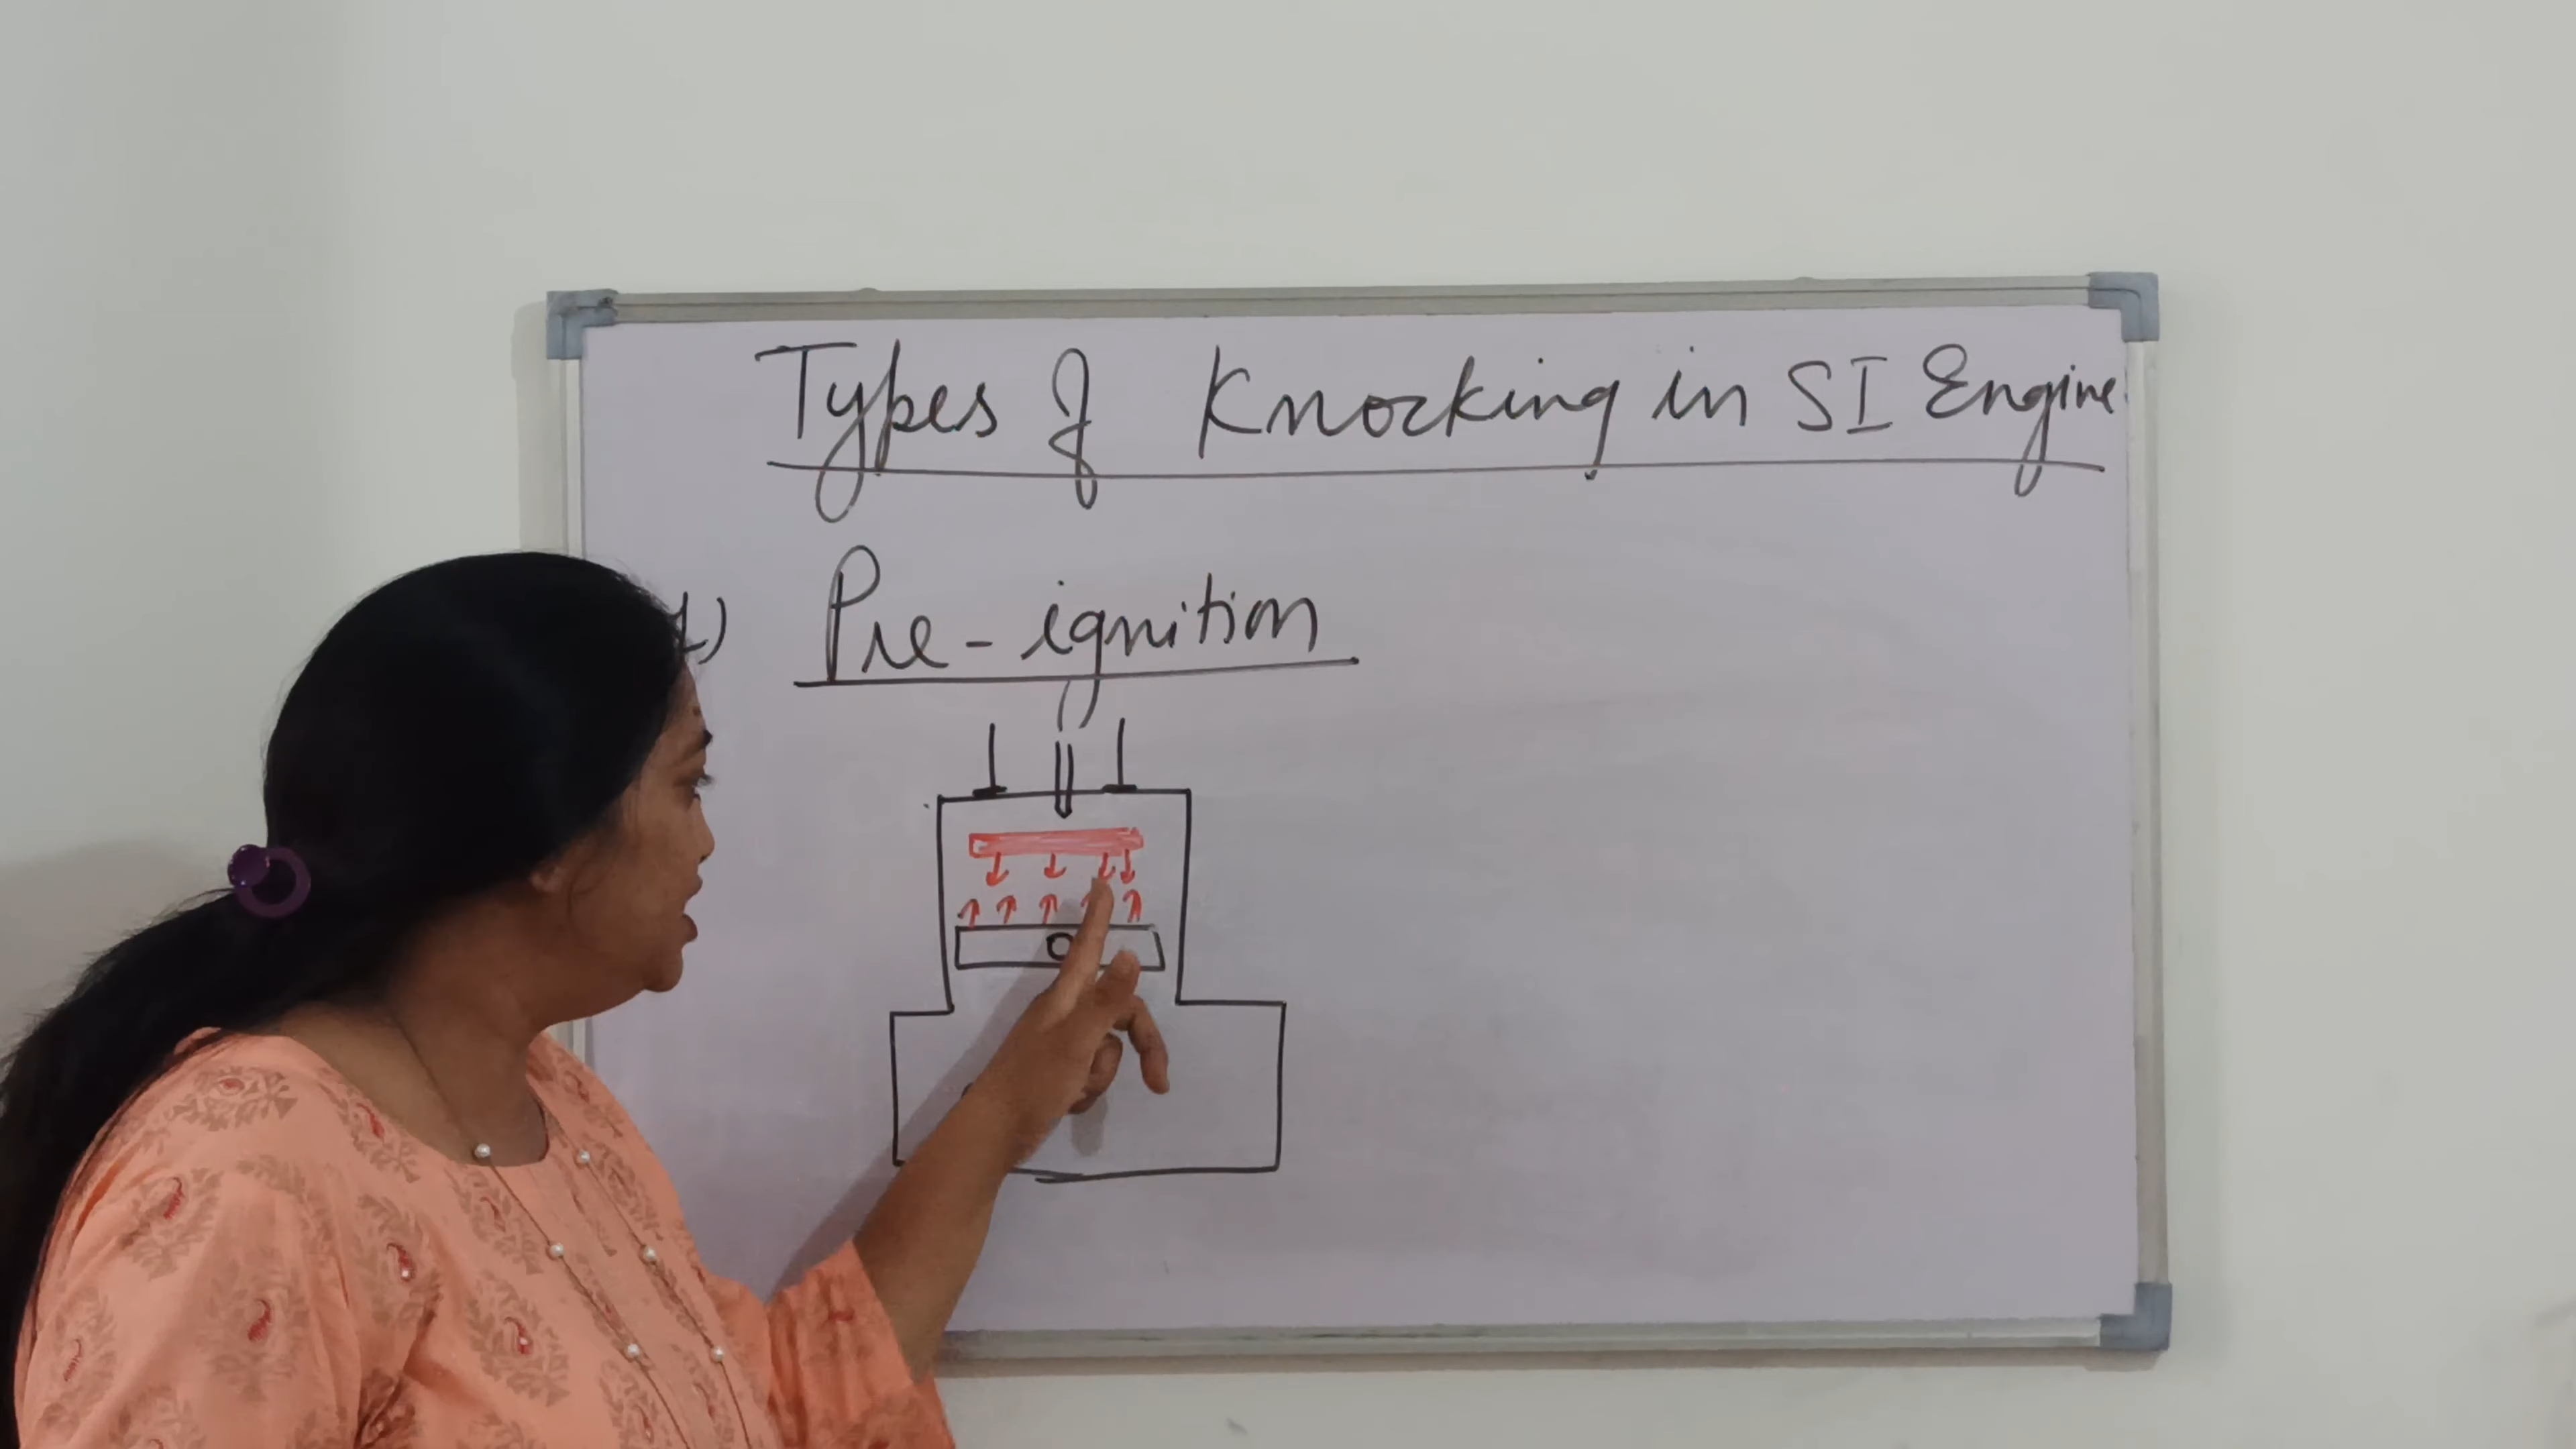 Types of Knocking in SI Engine
1) Pre-ignition